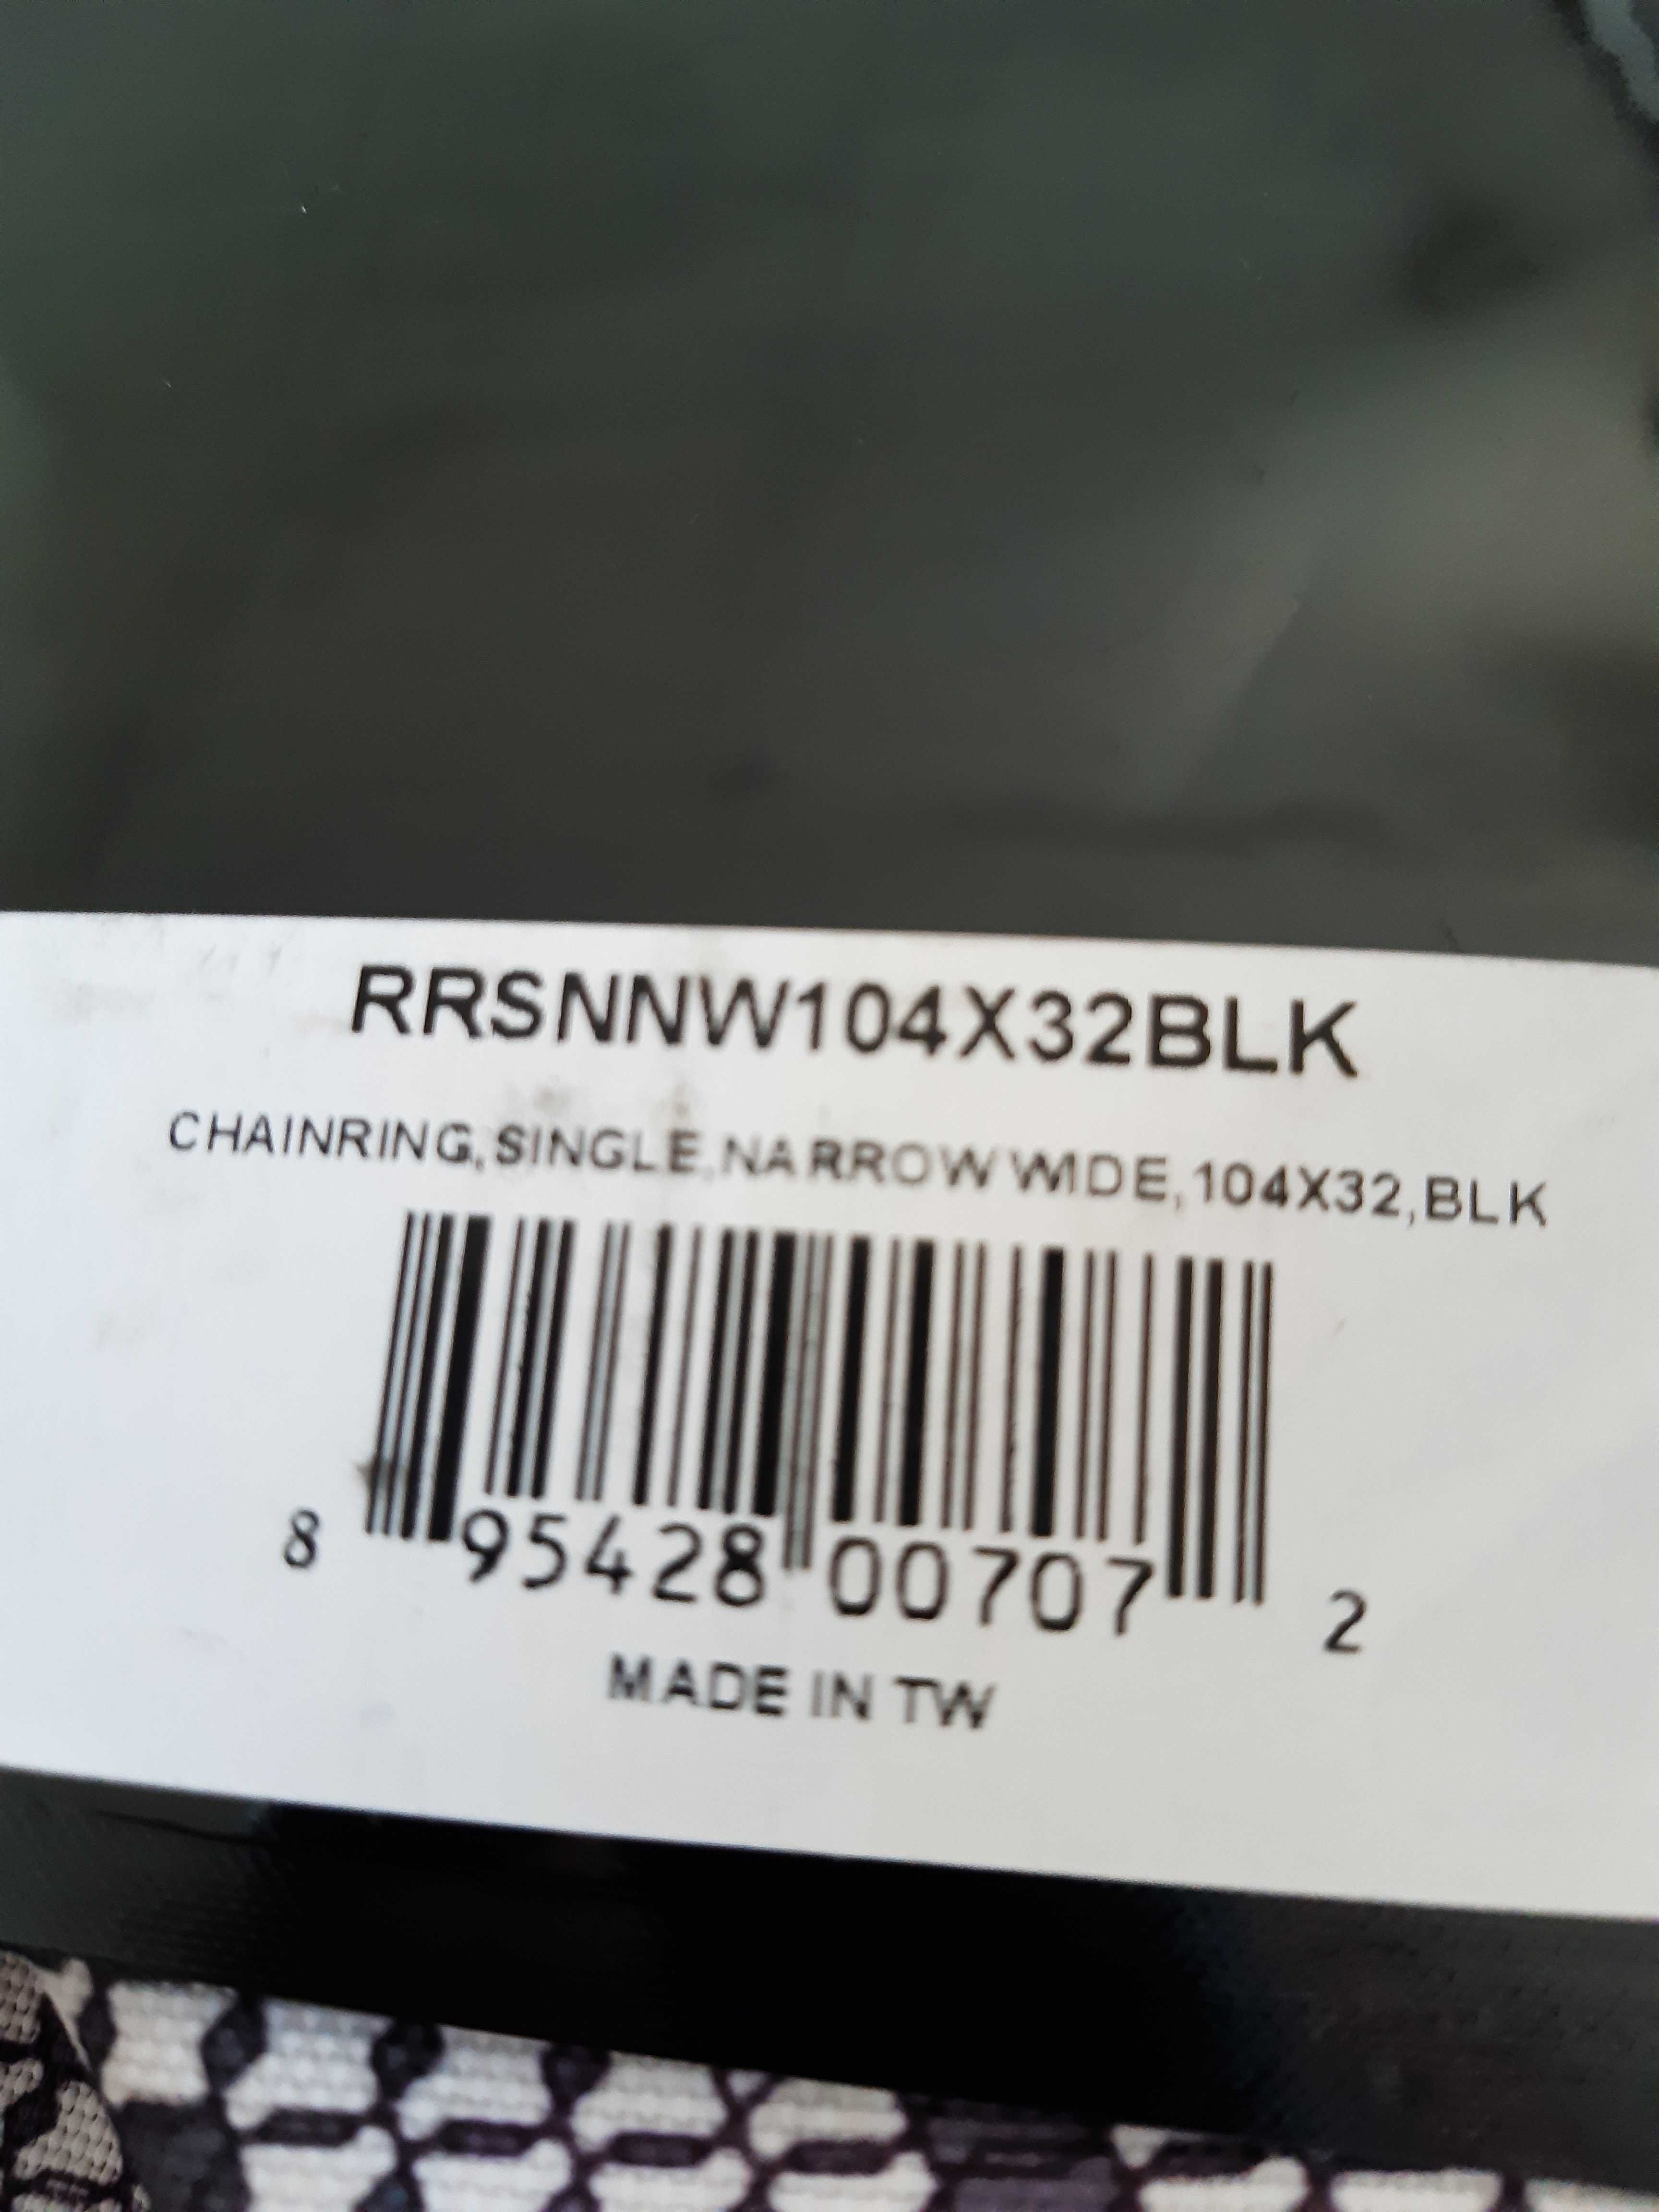 RRSNNW104X32BLK
CHAINRING,SINGLE,NARROW WIDE,104X32,BLK
8 95428 00707 2
MADE IN TW